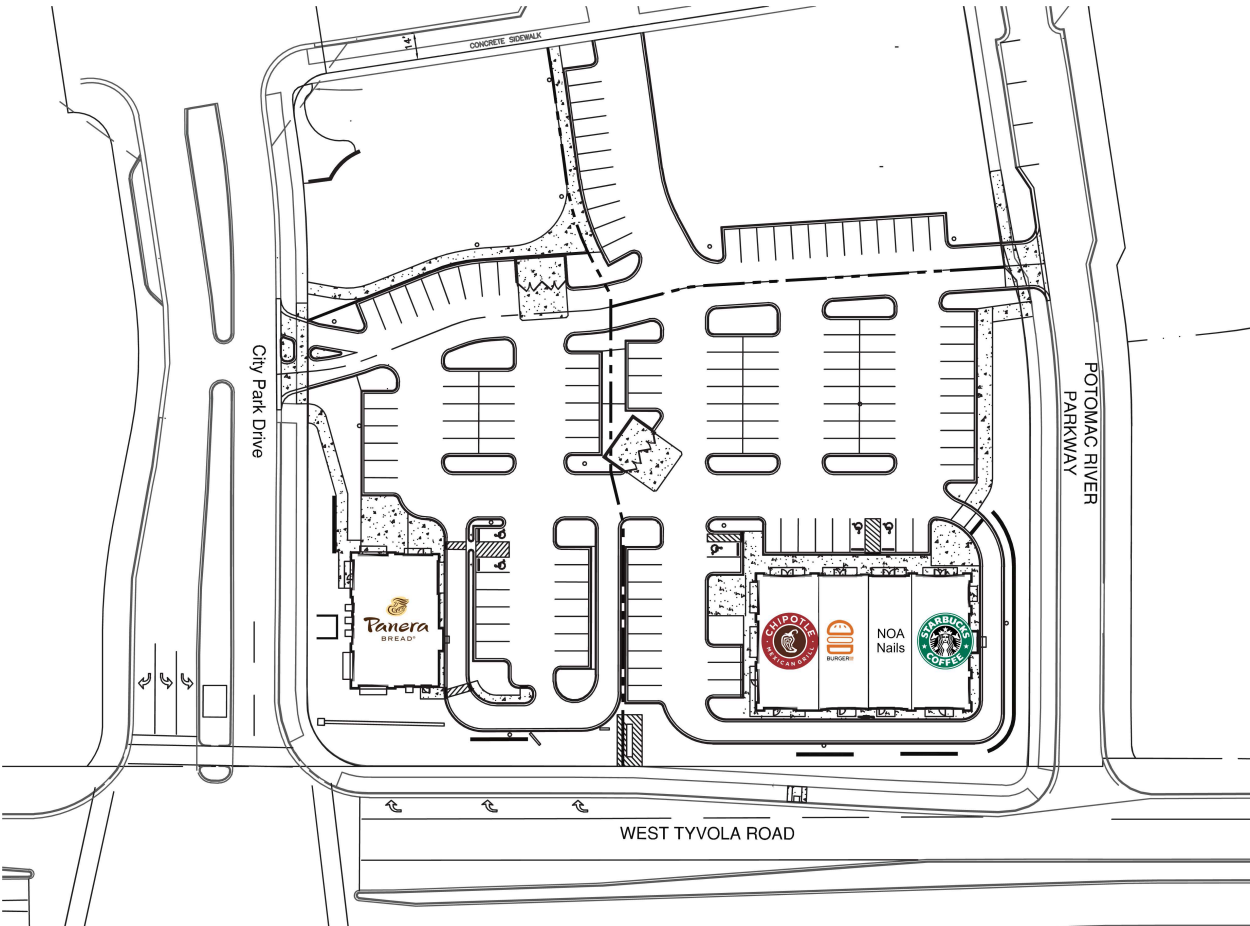 14'
CONCRETE SIDEWALK
City Park Drive
POTOMAC RIVER
PARKWAY
Panera
BREAD®
CHIPOTLE
MEXICAN GRILL
BURGER
NOA
Nails
STARBUCKS
COFFEE
WEST TYVOLA ROAD